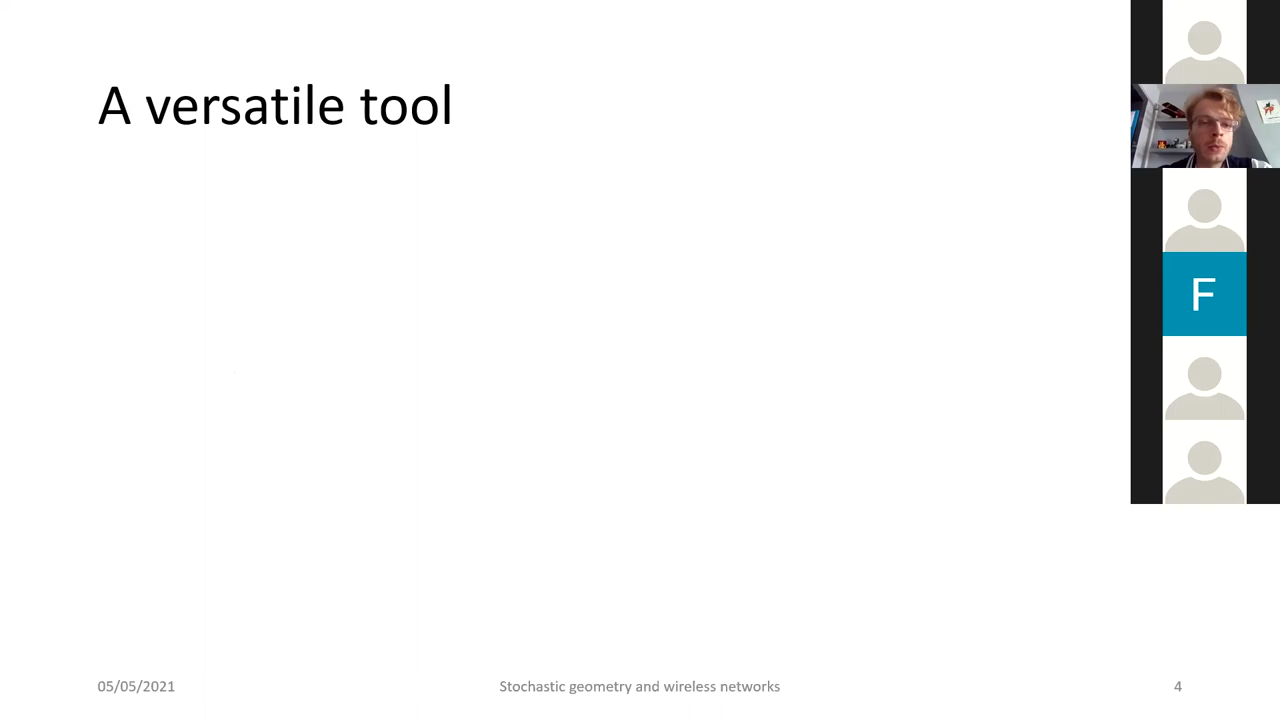 A versatile tool
F
05/05/2021
Stochastic geometry and wireless networks
4